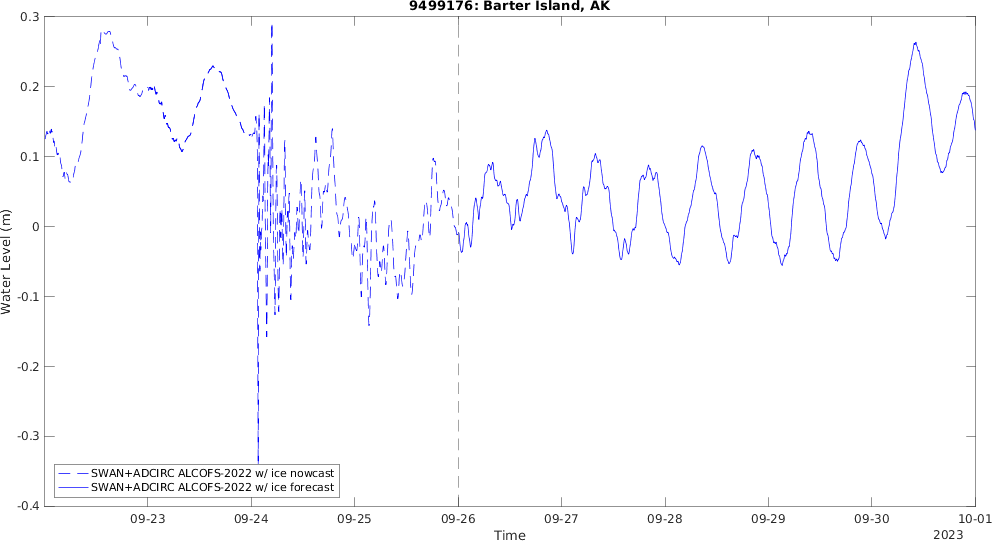 9499176: Barter Island, AK
0.3
0.2
0.1
0
-0.1
-0.2
-0.3
-0.4
Water Level (m)
SWAN+ADCIRC ALCOFS-2022 w/ ice nowcast
SWAN+ADCIRC ALCOFS-2022 w/ ice forecast
09-23 09-24 09-25 09-26 09-27 09-28 09-29 09-30 10-01
Time
2023